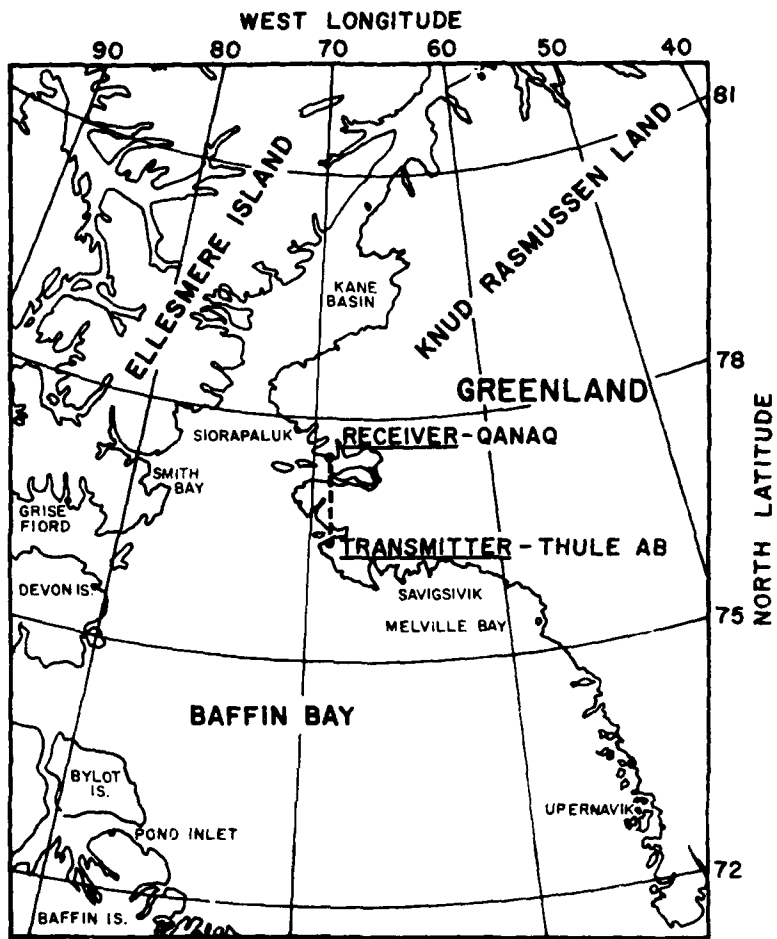 WEST LONGITUDE
90 80 70 60 50 40
81
ELLESMERE ISLAND
KNUD RASMUSSEN LAND
KANE
BASIN
78
GREENLAND
SIORAPALUK
RECEIVER-QANAQ
SMITH
BAY
NORTH LATITUDE
GRISE
FIORD
TRANSMITTER - THULE AB
DEVON IS.
SAVIGSIVIK
75
MELVILLE BAY
BAFFIN BAY
BYLOT
IS.
UPERNAVIK
POND INLET
72
BAFFIN IS.